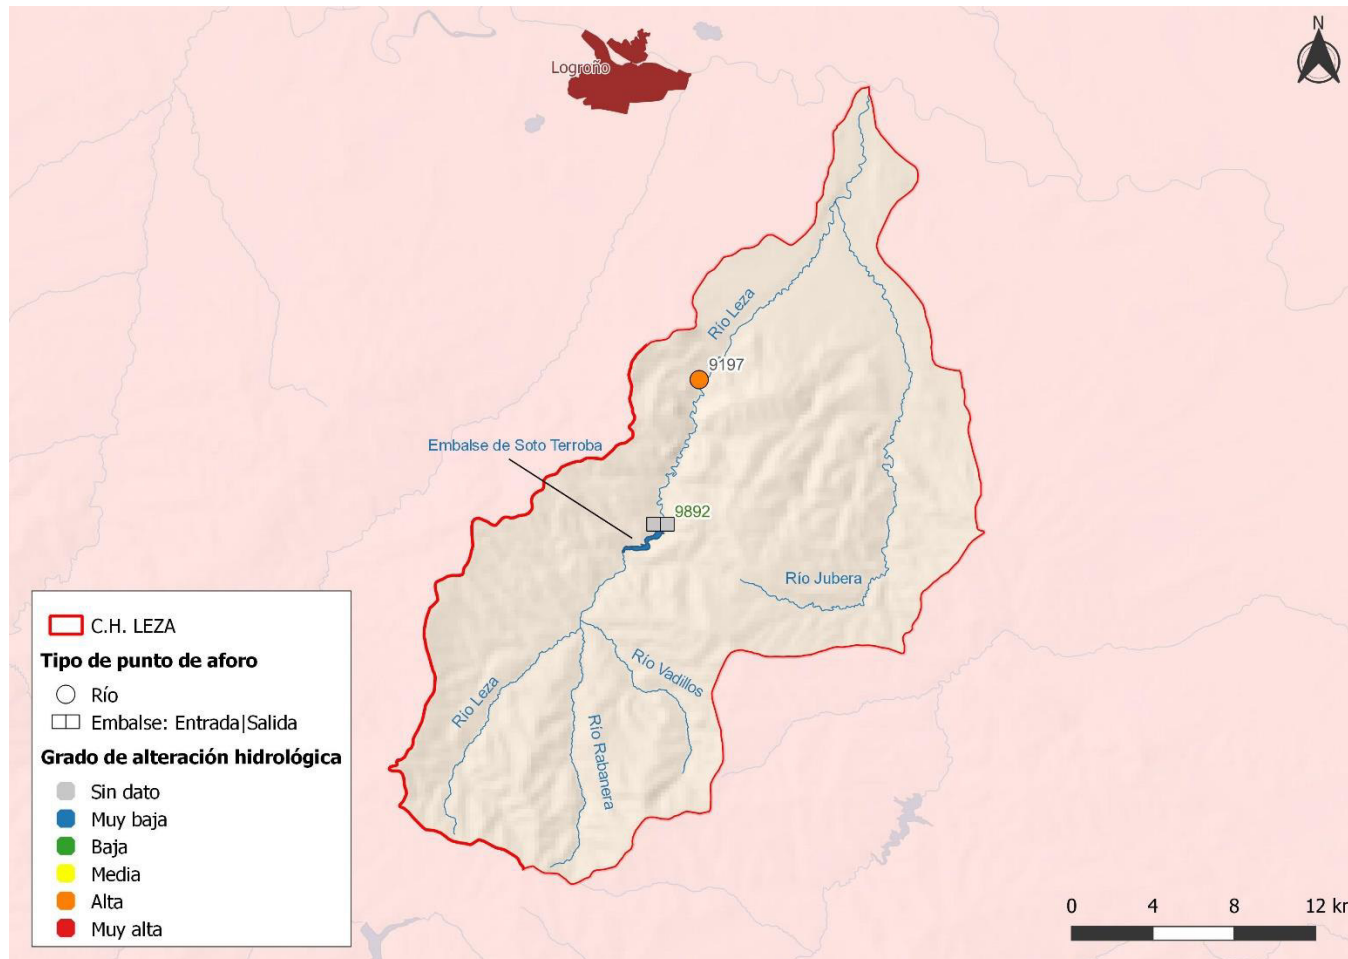 N
Logroño
Río Leza
9197
Embalse de Soto Terroba
9892
Río Jubera
Río Vadillos
Río Leza
Río Rabanera
C.H. LEZA
Tipo de punto de aforo
Río
Embalse: Entrada|Salida
Grado de alteración hidrológica
Sin dato
Muy baja
Baja
Media
Alta
Muy alta
0 4 8 12 km